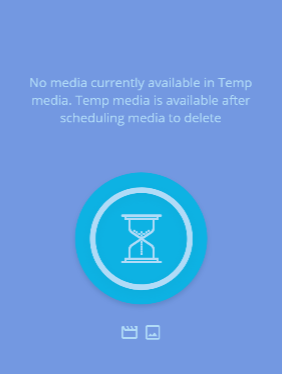 No media currently available in Temp
media. Temp media is available after
scheduling media to delete